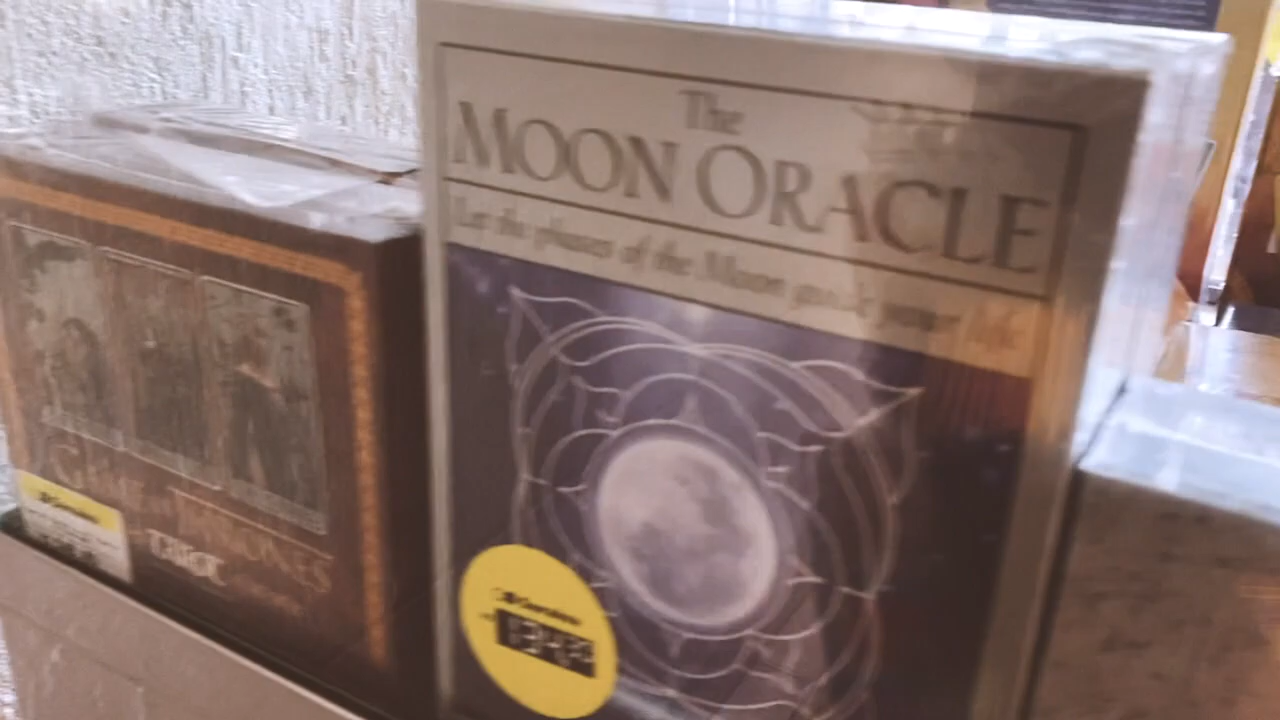 The
MOON ORACLE
Let the phases of the Moon guide your life
GAME OF THRONES
TAROT